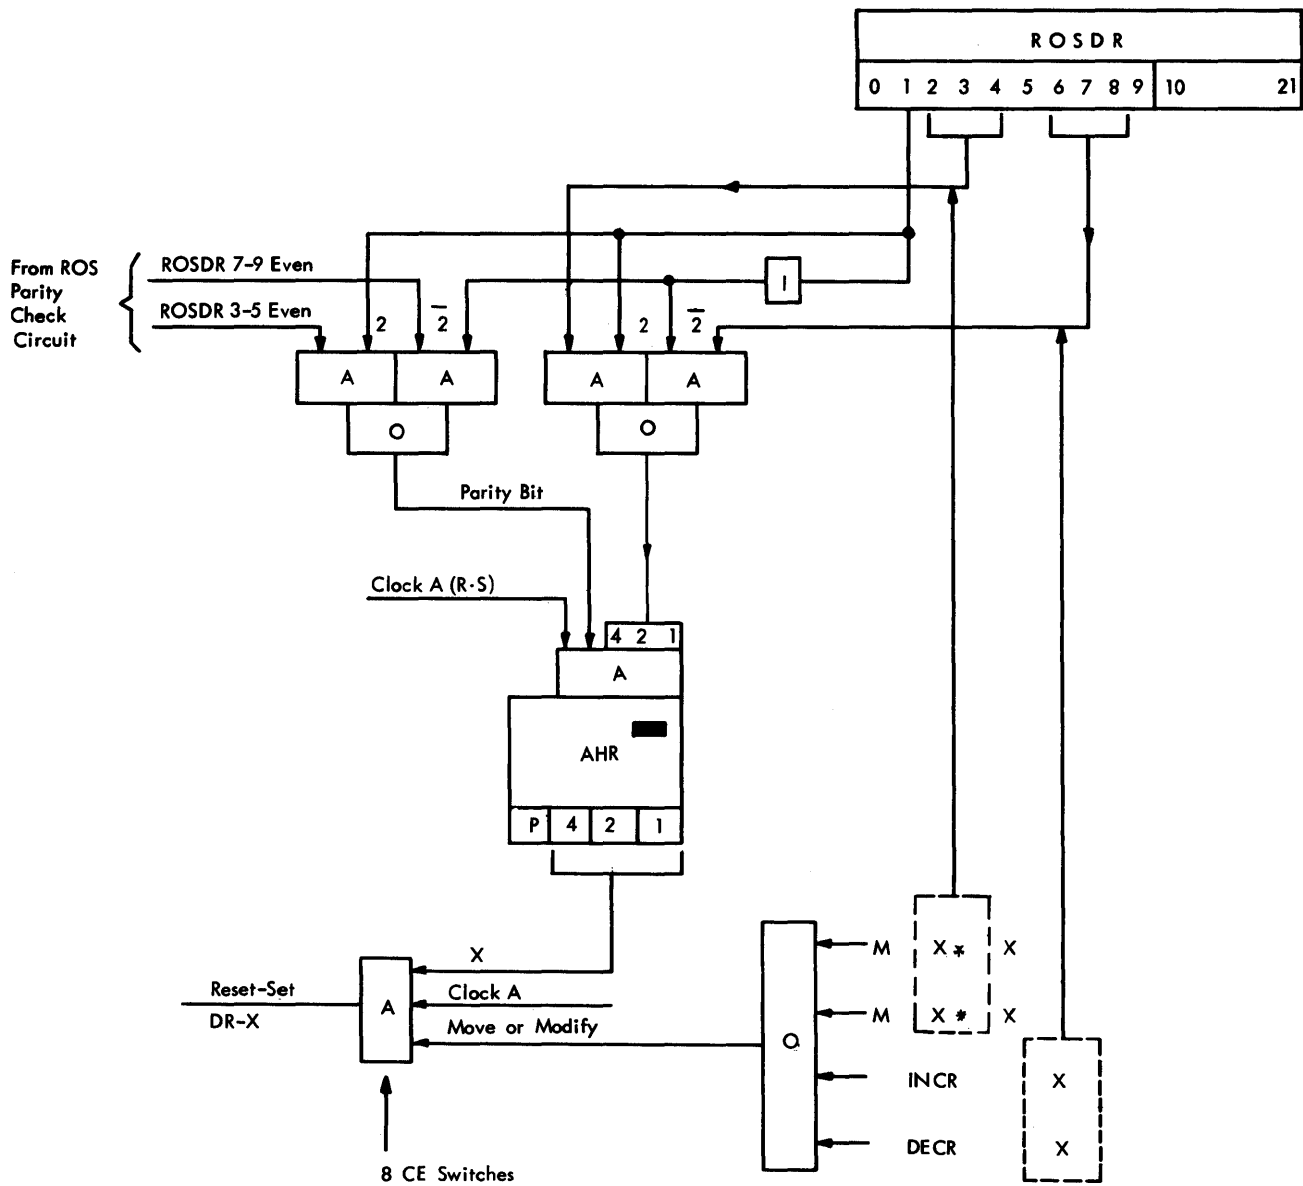 ROSDR
0 1 2 3 4 5 6 7 8 9 10 21
From ROS
Parity
Check
Circuit
ROSDR 7-9 Even
ROSDR 3-5 Even
I
2 2̅ 2 2̅
A A A A
O O
Parity Bit
Clock A (R·S)
4 2 1
A
AHR
P 4 2 1
M X * X
X
Reset-Set
DR-X
A
Clock A
Move or Modify
M X * X
O
INCR X
DECR X
8 CE Switches